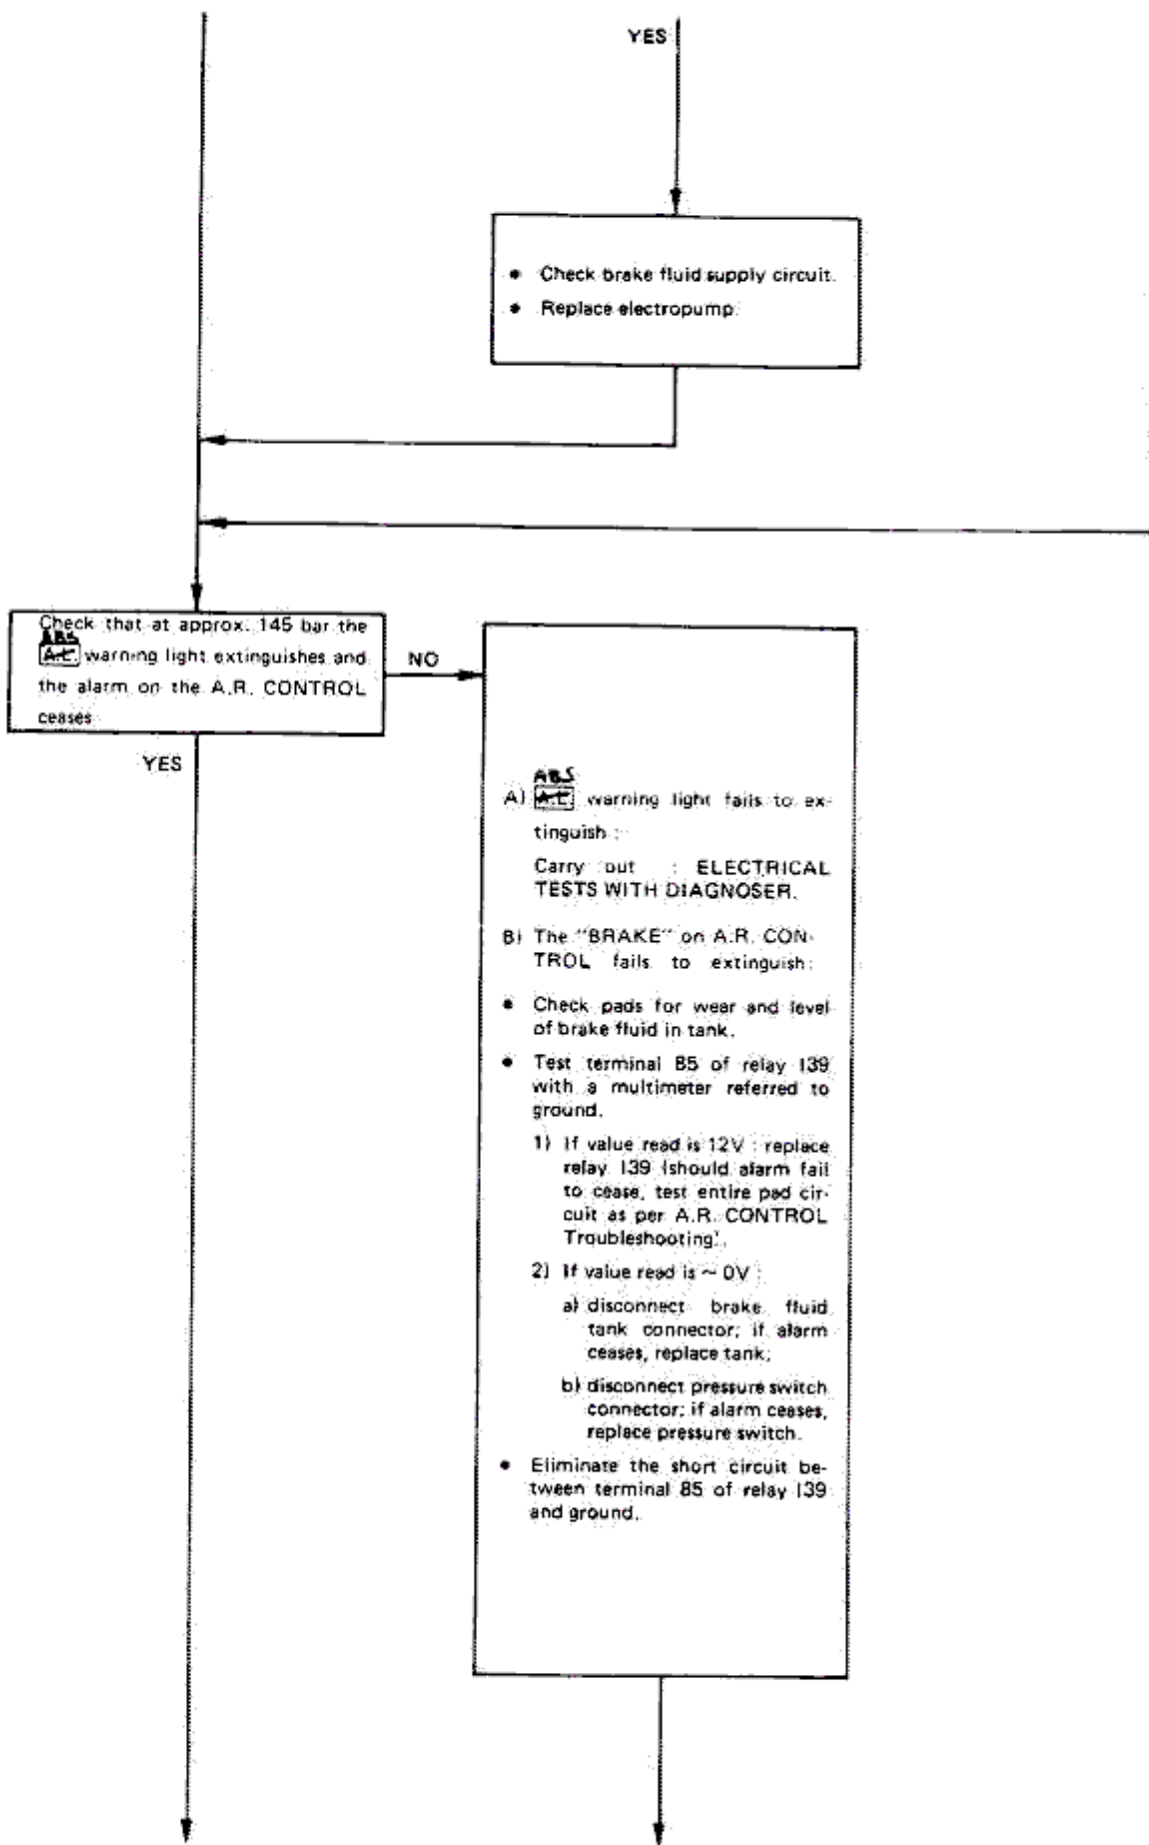 YES
• Check brake fluid supply circuit.
• Replace electropump.
Check that at approx. 145 bar the
ABS
A.E. warning light extinguishes and
the alarm on the A.R. CONTROL
ceases
NO
YES
ABS
A) A.E. warning light fails to ex-
tinguish :
Carry out : ELECTRICAL
TESTS WITH DIAGNOSER.
B) The "BRAKE" on A.R. CON-
TROL fails to extinguish:
• Check pads for wear and level
of brake fluid in tank.
• Test terminal 85 of relay I39
with a multimeter referred to
ground.
1) If value read is 12V : replace
relay I39 (should alarm fail
to cease, test entire pad cir-
cuit as per A.R. CONTROL
Troubleshooting).
2) If value read is ~ 0V :
a) disconnect brake fluid
tank connector; if alarm
ceases, replace tank;
b) disconnect pressure switch
connector; if alarm ceases,
replace pressure switch.
• Eliminate the short circuit be-
tween terminal 85 of relay I39
and ground.